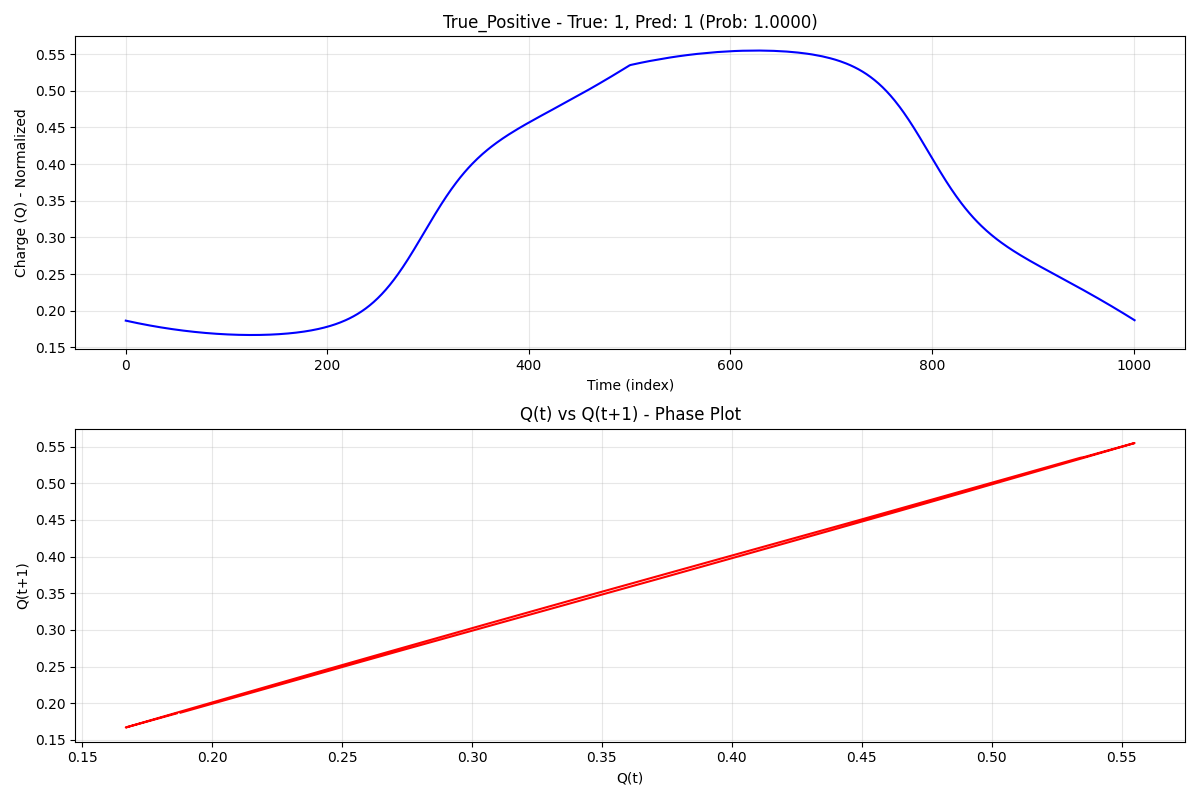 True_Positive - True: 1, Pred: 1 (Prob: 1.0000)
Charge (Q) - Normalized
0.55
0.50
0.45
0.40
0.35
0.30
0.25
0.20
0.15
0 200 400 600 800 1000
Time (index)
Q(t) vs Q(t+1) - Phase Plot
Q(t+1)
0.55
0.50
0.45
0.40
0.35
0.30
0.25
0.20
0.15
0.15 0.20 0.25 0.30 0.35 0.40 0.45 0.50 0.55
Q(t)